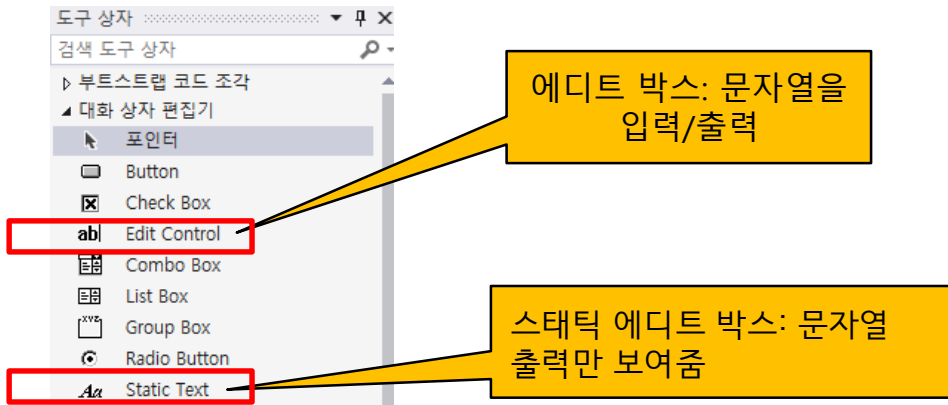 도구 상자
검색 도구 상자
부트스트랩 코드 조각
대화 상자 편집기
포인터
Button
Check Box
ab| Edit Control
Combo Box
List Box
XYZ Group Box
Radio Button
Aa Static Text
에디트 박스: 문자열을
입력/출력
스태틱 에디트 박스: 문자열
출력만 보여줌